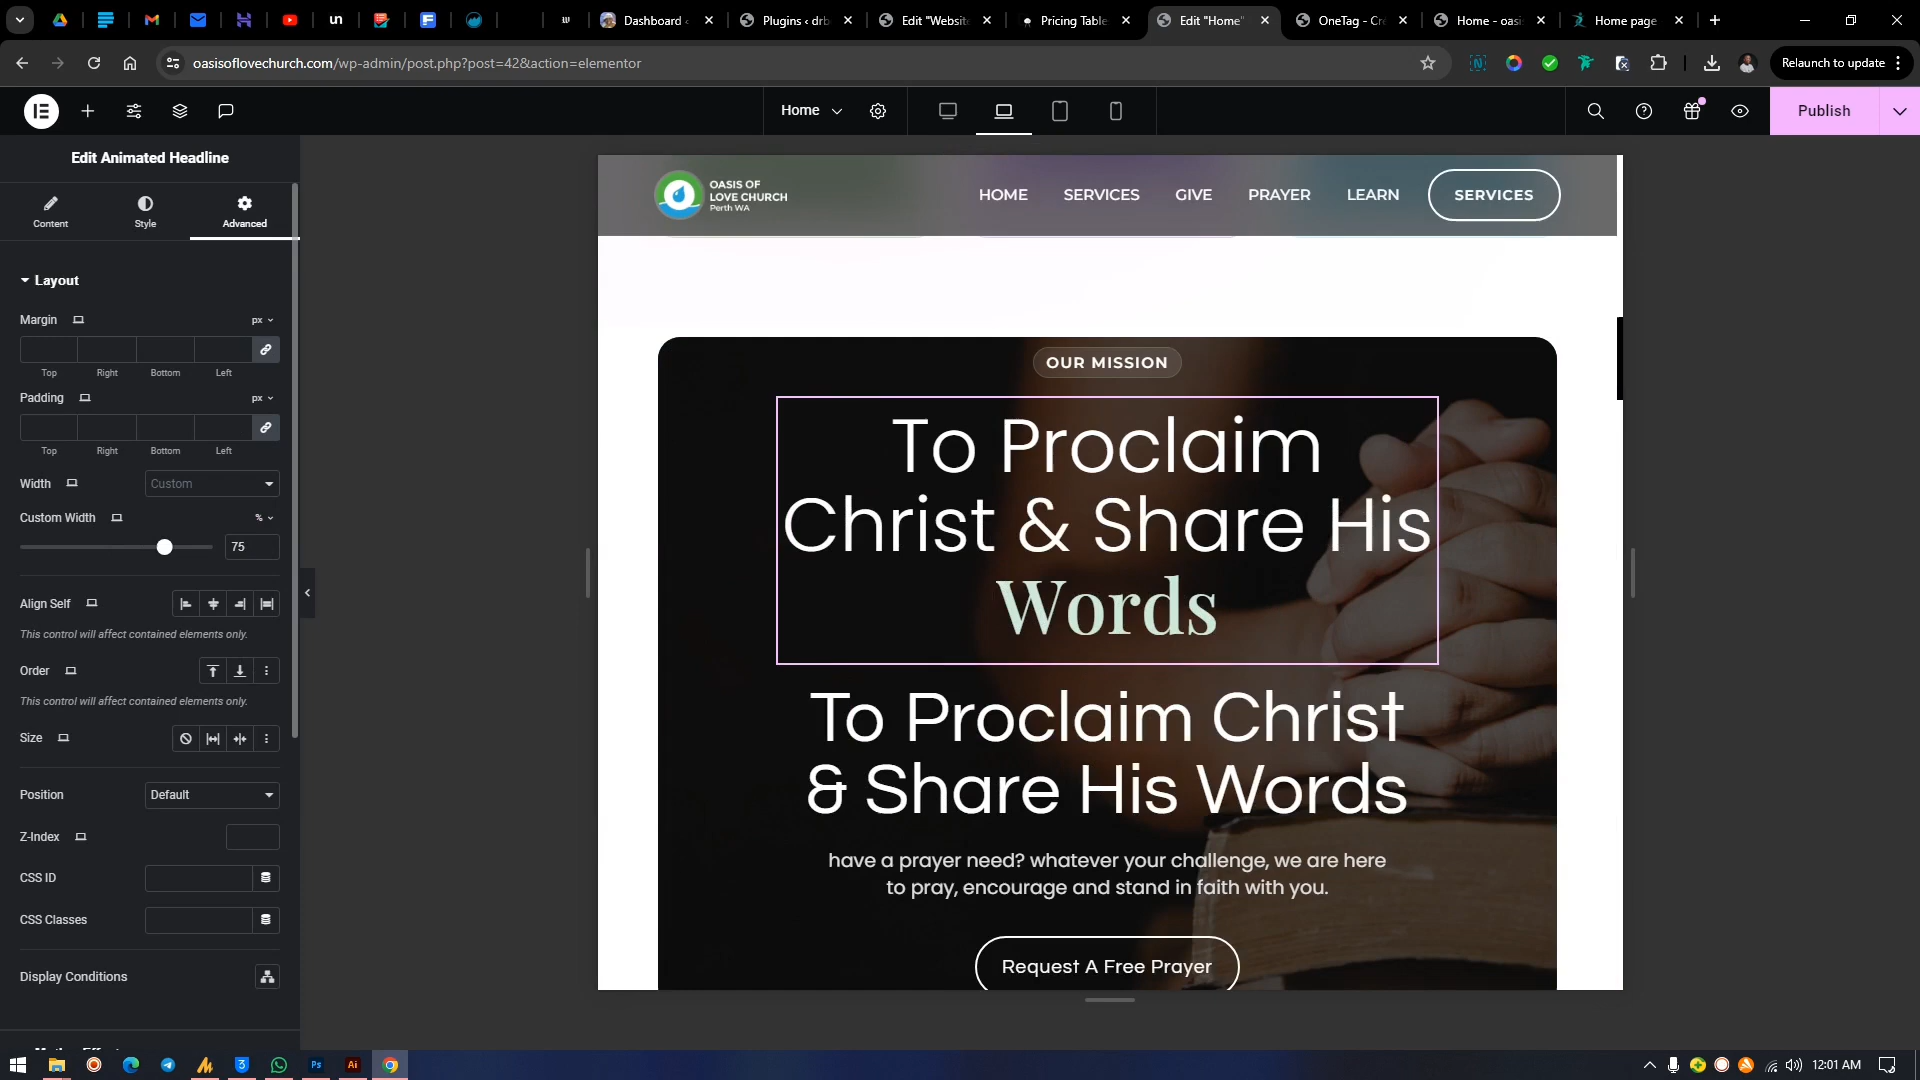 Dashboard ‹
Plugins ‹ drb
Edit "Website
Pricing Table
Edit "Home"
OneTag - Cr
Home - oasi
Home page
oasisoflovechurch.com/wp-admin/post.php?post=42&action=elementor
Relaunch to update
Home
Publish
Edit Animated Headline
Content
Style
Advanced
Layout
Margin
px
Top
Right
Bottom
Left
Padding
px
Top
Right
Bottom
Left
Width
Custom
Custom Width
%
75
Align Self
This control will affect contained elements only.
Order
This control will affect contained elements only.
Size
Position
Default
Z-Index
CSS ID
CSS Classes
Display Conditions
OASIS OF
LOVE CHURCH
Perth WA
HOME
SERVICES
GIVE
PRAYER
LEARN
SERVICES
OUR MISSION
To Proclaim
Christ & Share His
Words
To Proclaim Christ
& Share His Words
have a prayer need? whatever your challenge, we are here
to pray, encourage and stand in faith with you.
Request A Free Prayer
12:01 AM